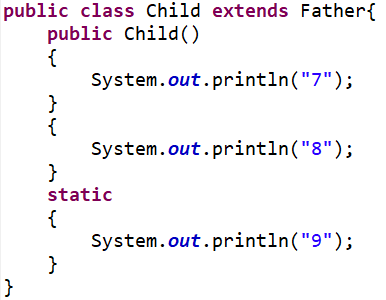 public class Child extends Father{
    public Child()
    {
        System.out.println("7");
    }
    {
        System.out.println("8");
    }
    static
    {
        System.out.println("9");
    }
}